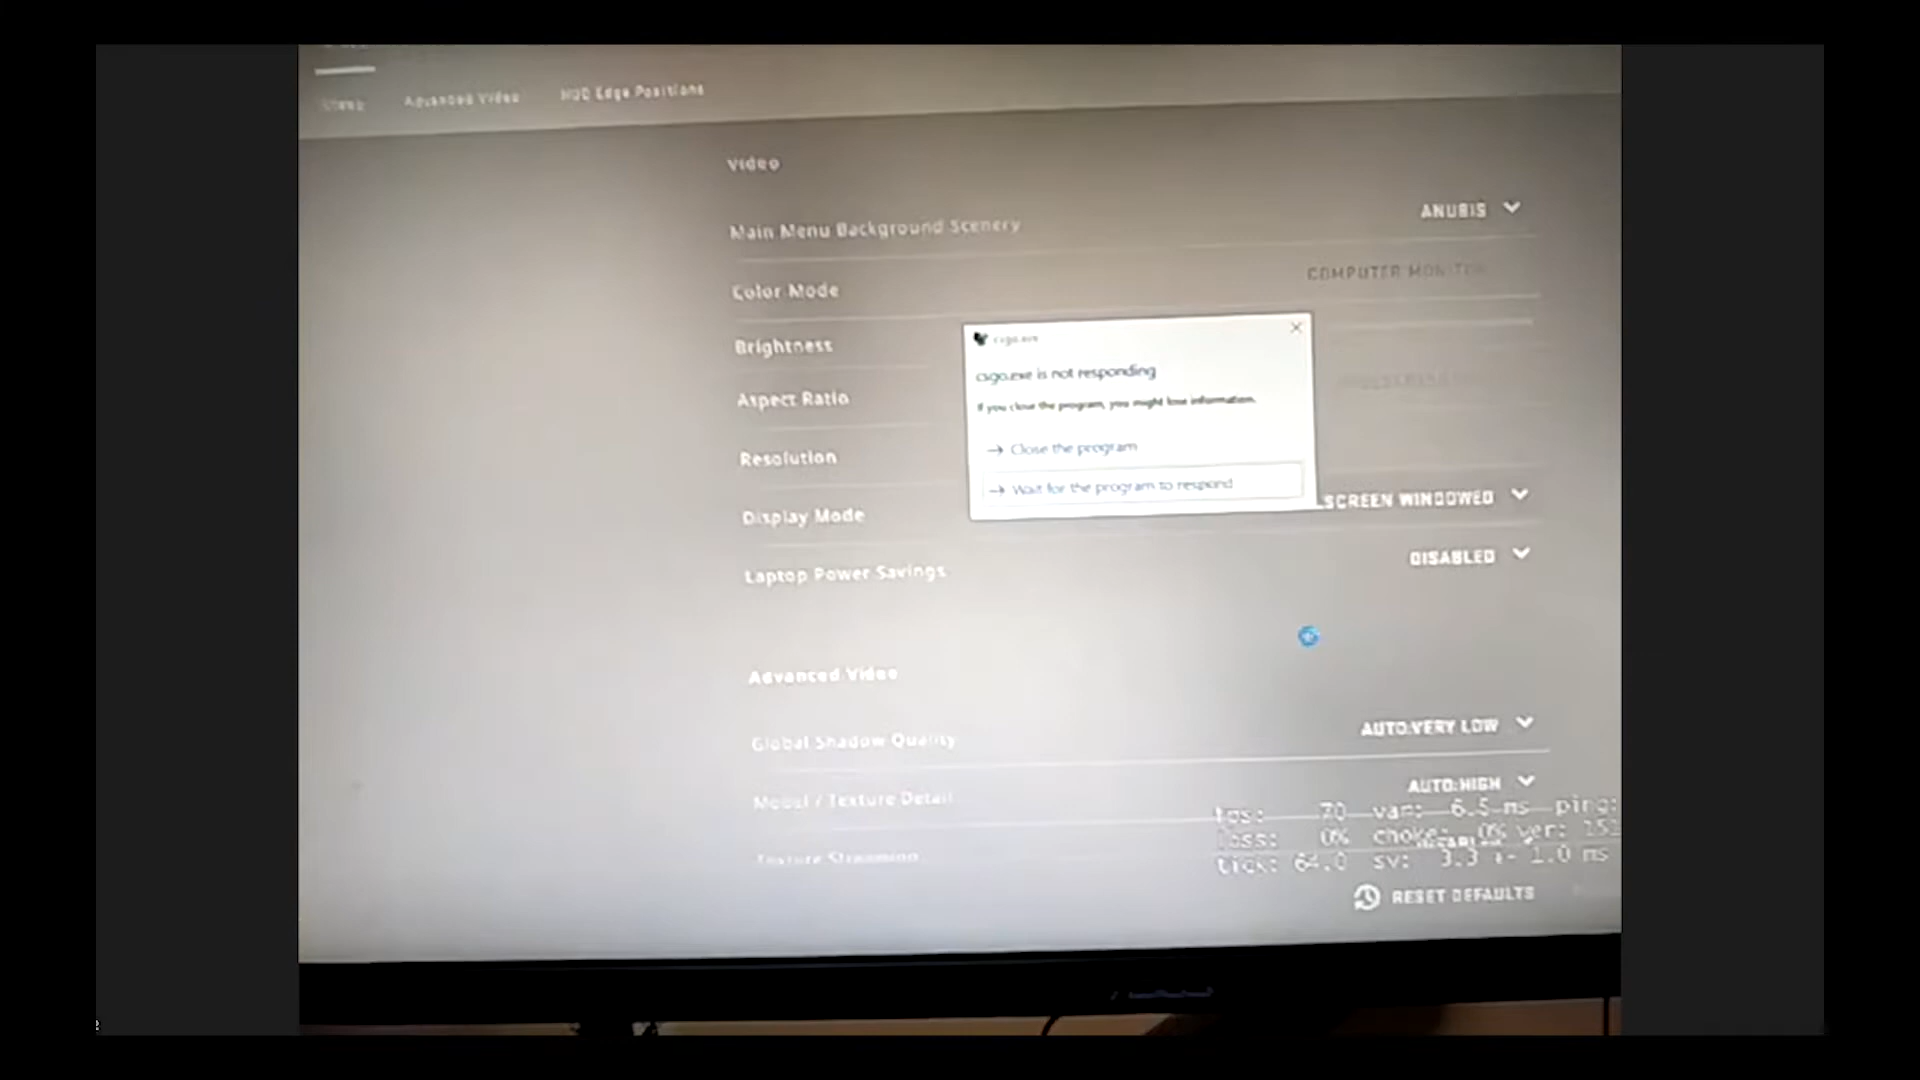 Advanced Video
HUD Edge Positions
Video
Main Menu Background Scenery
ANUBIS
Color Mode
COMPUTER MONITOR
Brightness
Aspect Ratio
Resolution
Display Mode
SCREEN WINDOWED
Laptop Power Savings
DISABLED
csgo.exe
csgo.exe is not responding
If you close the program, you might lose information.
→ Close the program
→ Wait for the program to respond
Advanced Video
Global Shadow Quality
AUTO:VERY LOW
Model / Texture Detail
AUTO:HIGH
Texture Streaming
fps: 70 var: 6.5 ms ping:
loss: 0% choke: 0% ver:
tick: 64.0 sv: 3.3 +- 1.0 ms
RESET DEFAULTS